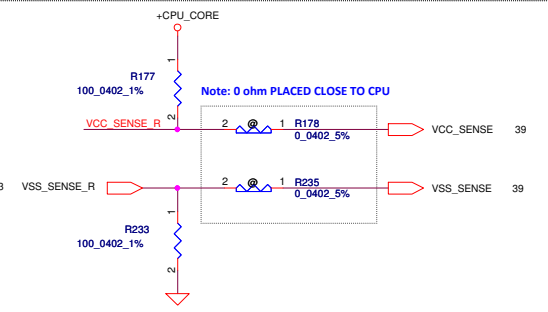 +CPU_CORE
1
R177
100_0402_1%
2
Note: 0 ohm PLACED CLOSE TO CPU
VCC_SENSE_R
2 @ 1 R178
0_0402_5%
VCC_SENSE 39
3 VSS_SENSE_R
2 @ 1 R235
0_0402_5%
VSS_SENSE 39
1
R233
100_0402_1%
2